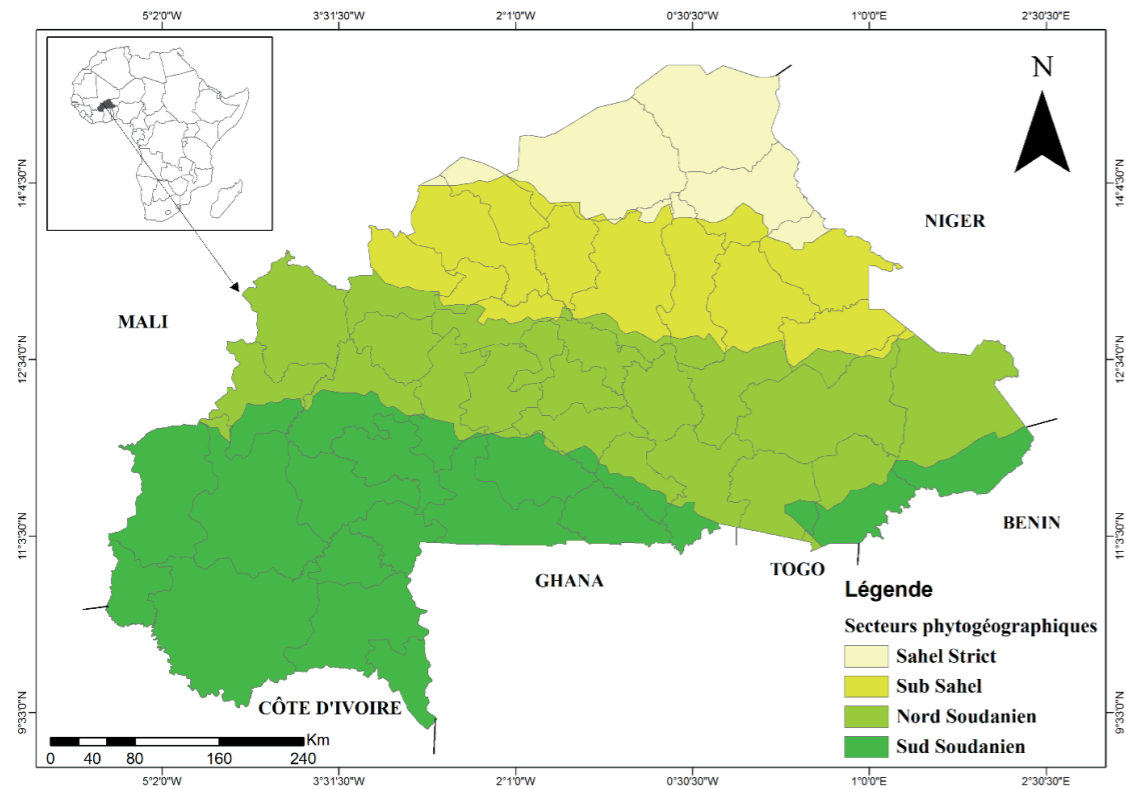 5°2'0"W 3°31'30"W 2°1'0"W 0°30'30"W 1°0'0"E 2°30'30"E
N
14°4'30"N 14°4'30"N
NIGER
MALI
12°34'0"N 12°34'0"N
BENIN
11°3'30"N 11°3'30"N
GHANA
TOGO
Légende
Secteurs phytogéographiques
Sahel Strict
Sub Sahel
Nord Soudanien
Sud Soudanien
CÔTE D'IVOIRE
9°33'0"N 9°33'0"N
Km
0 40 80 160 240
5°2'0"W 3°31'30"W 2°1'0"W 0°30'30"W 1°0'0"E 2°30'30"E